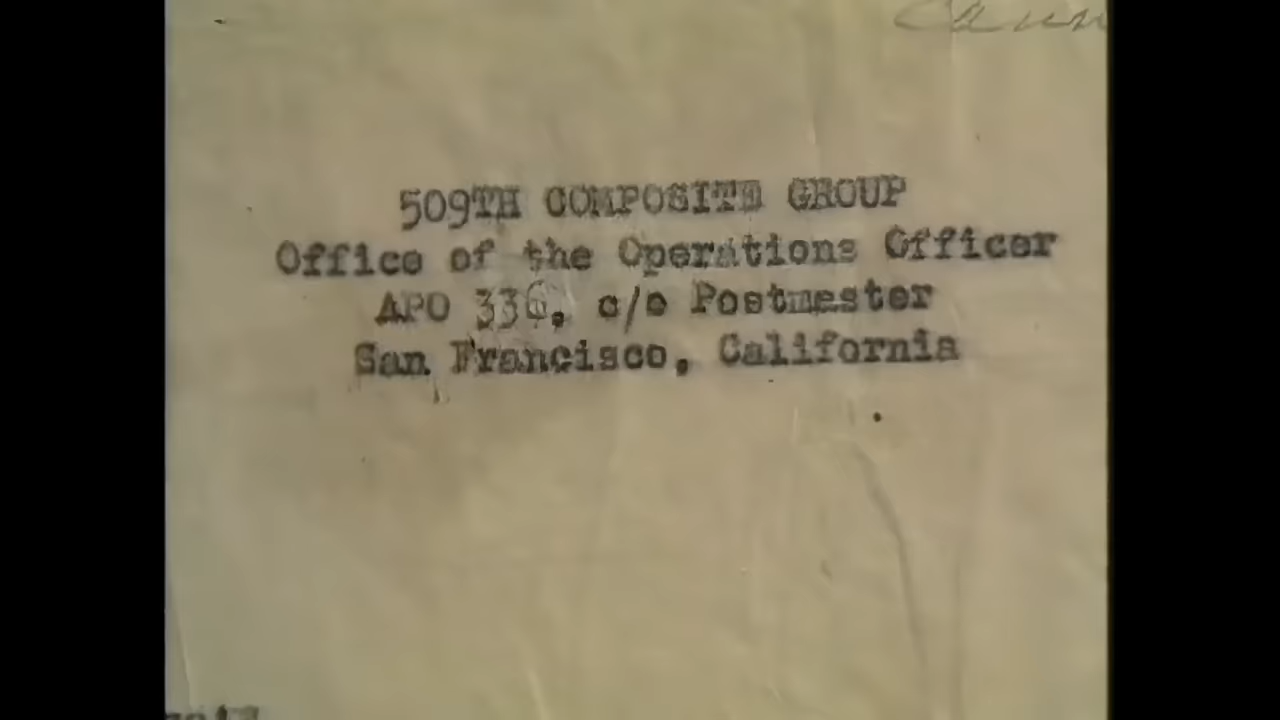 509TH COMPOSITE GROUP
Office of the Operations Officer
APO 336, c/o Postmaster
San Francisco, California